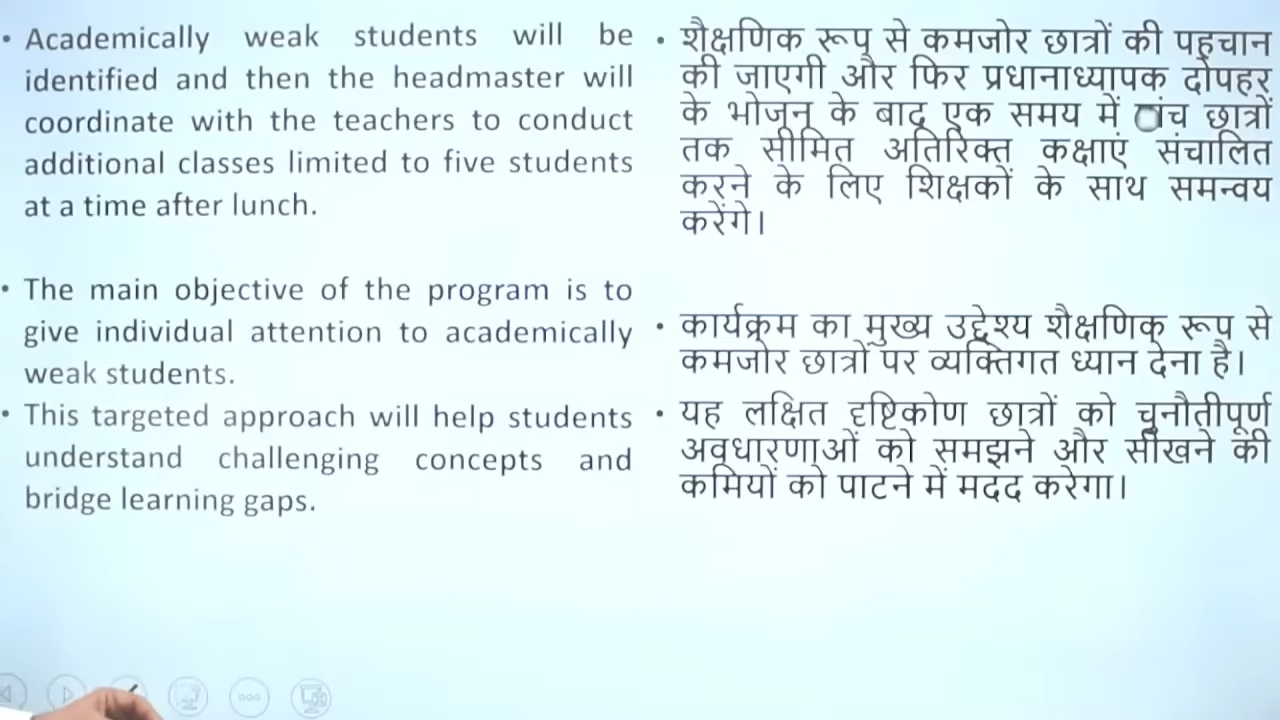 • Academically weak students will be
identified and then the headmaster will
coordinate with the teachers to conduct
additional classes limited to five students
at a time after lunch.
• The main objective of the program is to
give individual attention to academically
weak students.
• This targeted approach will help students
understand challenging concepts and
bridge learning gaps.
• शैक्षणिक रूप से कमजोर छात्रों की पहचान
की जाएगी और फिर प्रधानाध्यापक दोपहर
के भोजन के बाद एक समय में छात्रों
तक सीमित अतिरिक्त कक्षाएं संचालित
करने के लिए शिक्षकों के साथ समन्वय
करेंगे।
• कार्यक्रम का मुख्य उद्देश्य शैक्षणिक रूप से
कमजोर छात्रों पर व्यक्तिगत ध्यान देना है।
• यह लक्षित दृष्टिकोण छात्रों को चुनौतीपूर्ण
अवधारणाओं को समझने और सीखने की
कमियों को पाटने में मदद करेगा।